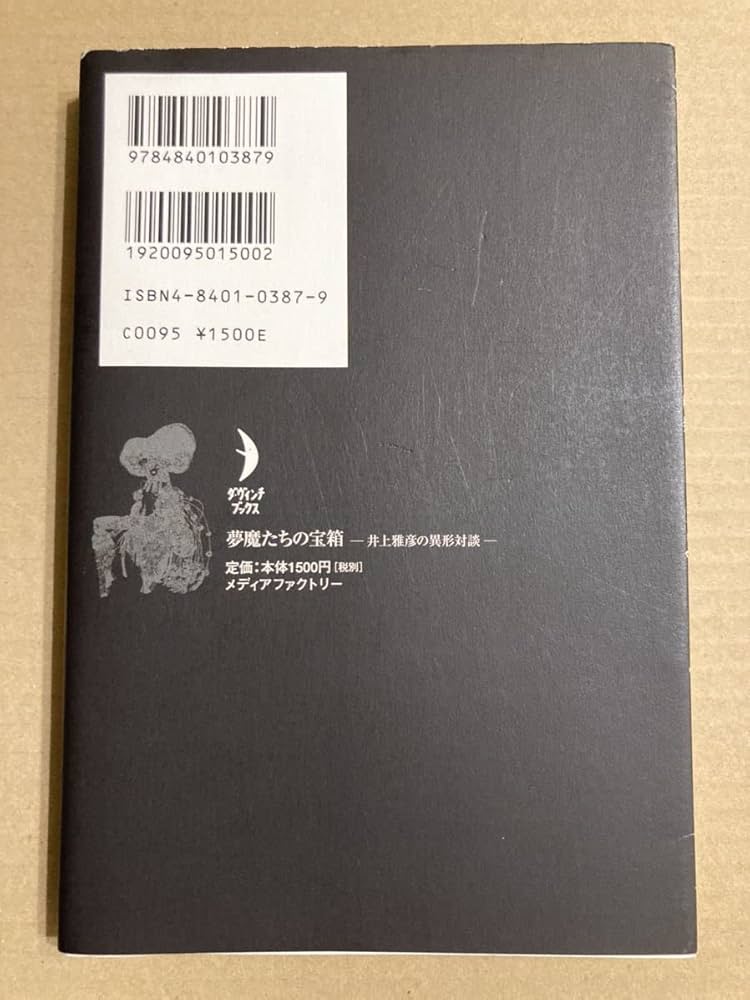 9784840103879
1920095015002
ISBN4-8401-0387-9
C0095 ¥1500E
ダ・ヴィンチ
ブックス
夢魔たちの宝箱 ─ 井上雅彦の異形対談 ─
定価：本体1500円[税別]
メディアファクトリー